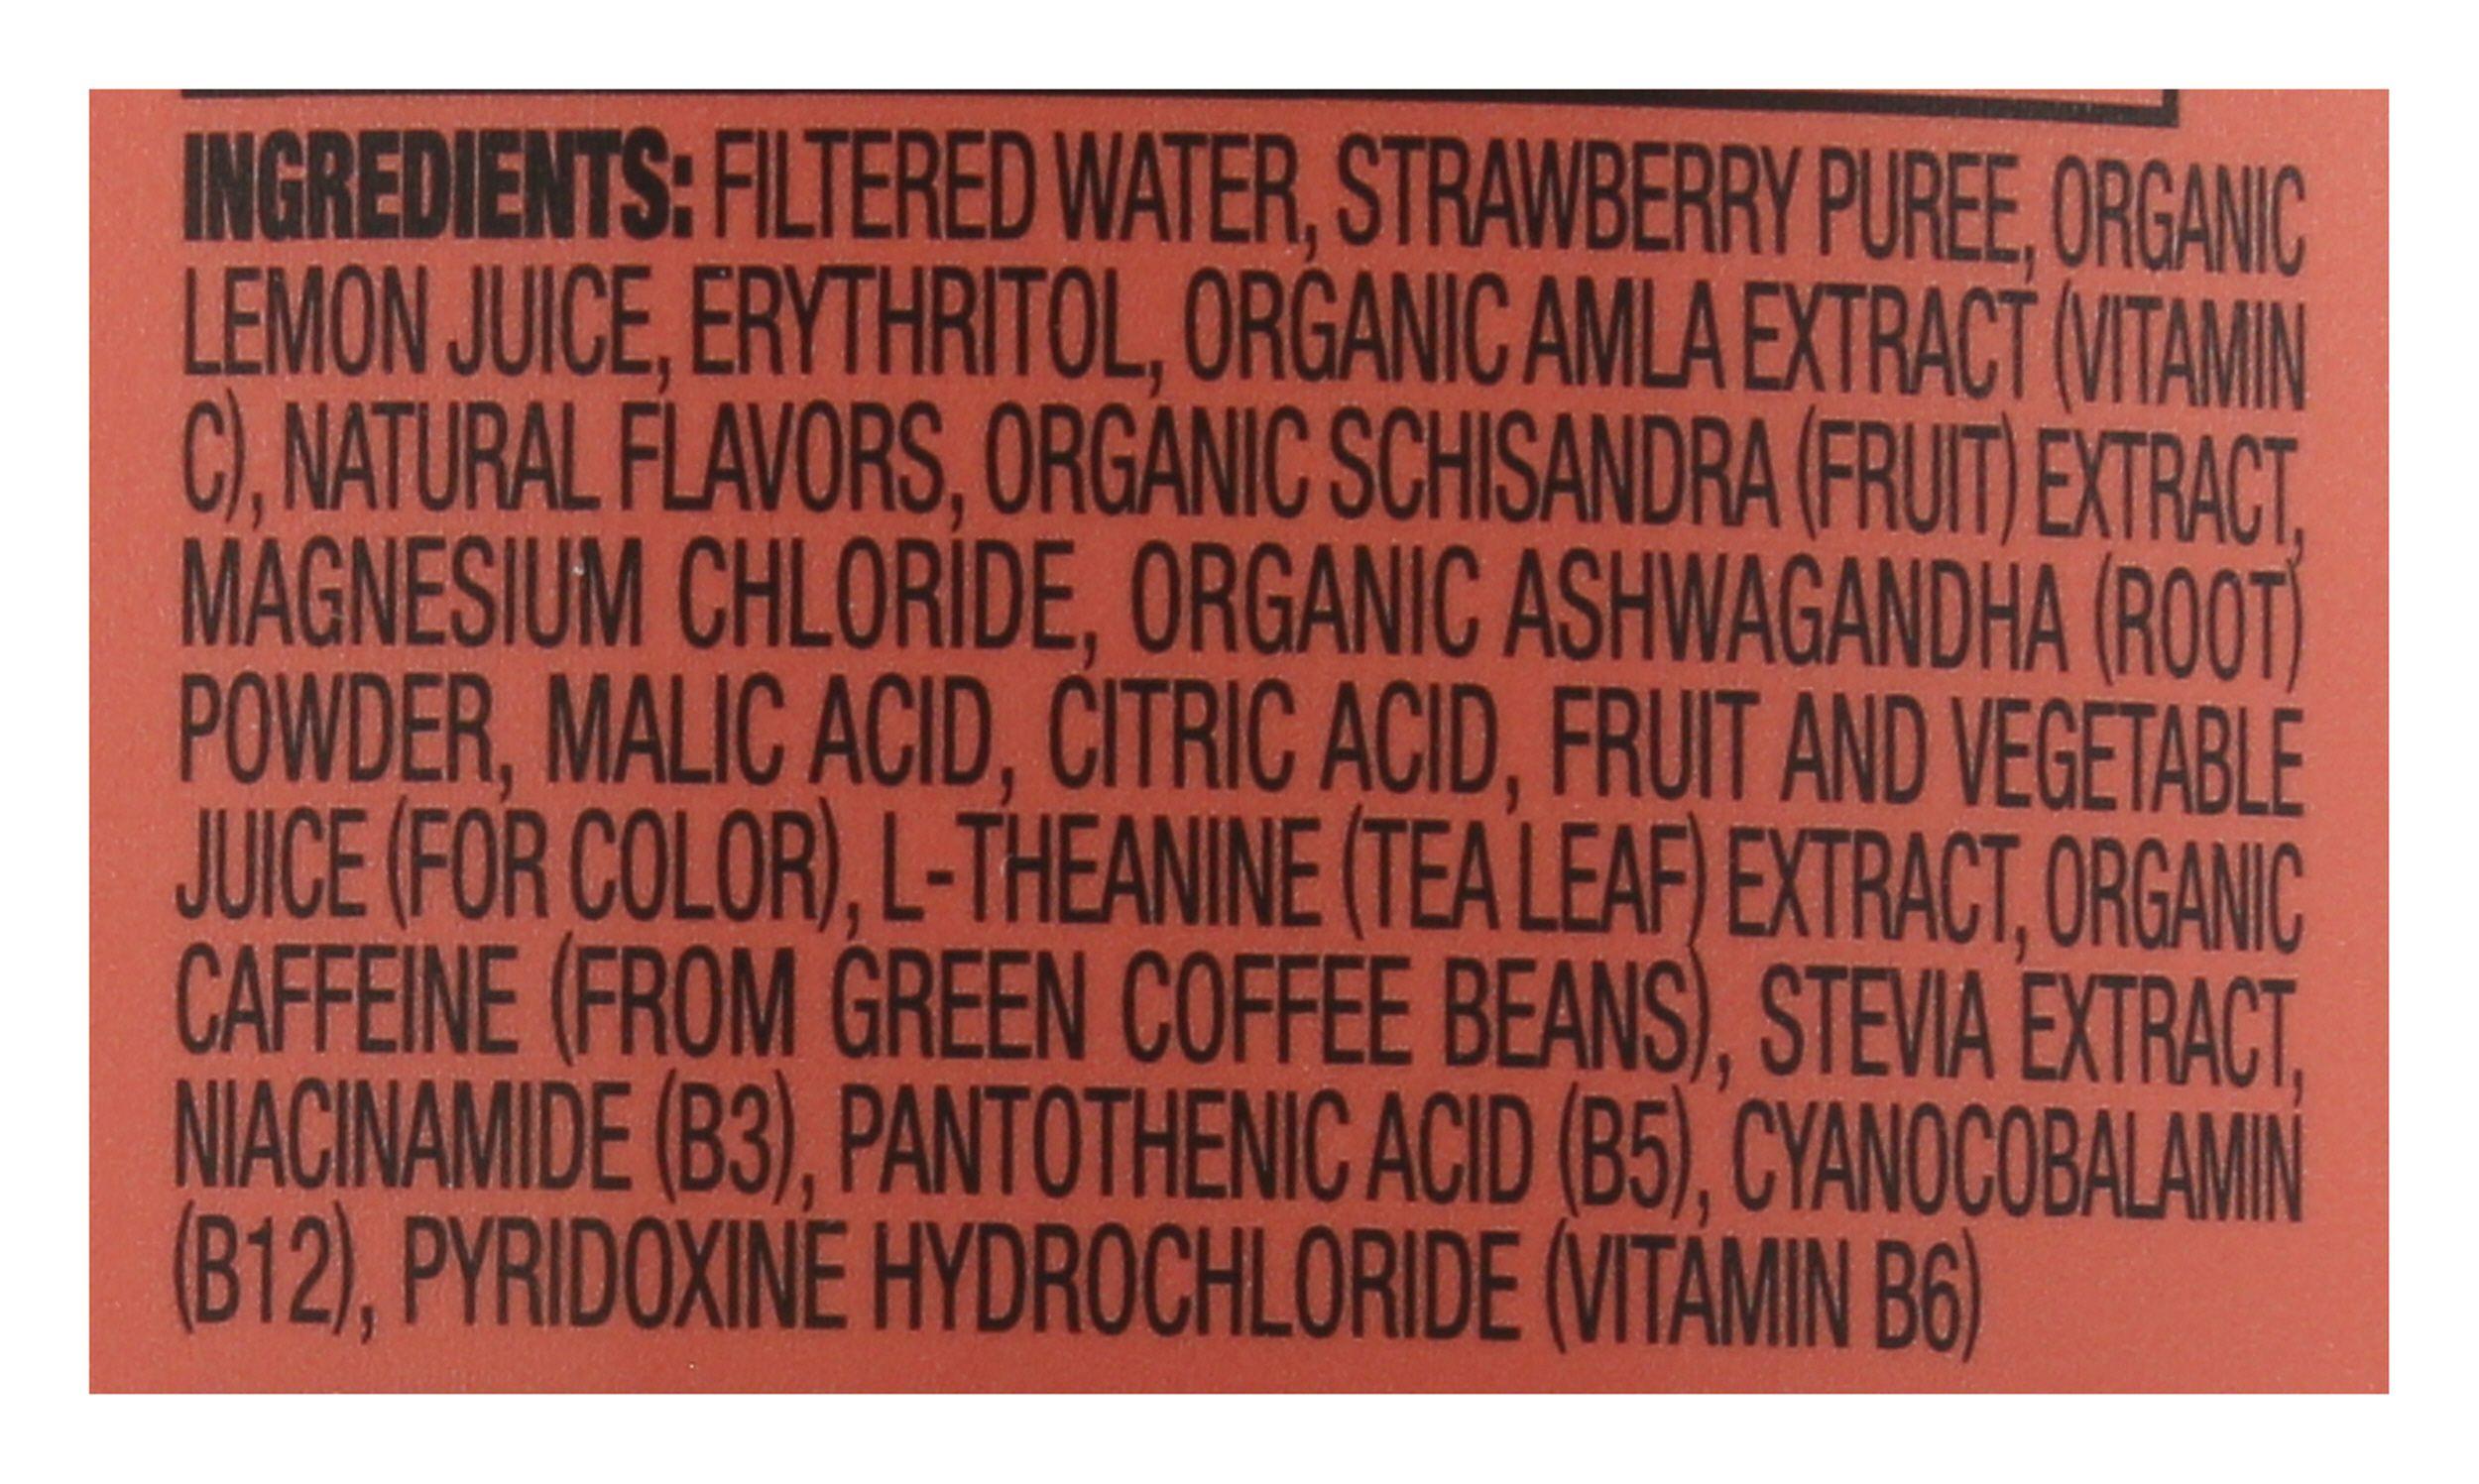 INGREDIENTS: FILTERED WATER, STRAWBERRY PUREE, ORGANIC
LEMON JUICE, ERYTHRITOL, ORGANIC AMLA EXTRACT (VITAMIN
C), NATURAL FLAVORS, ORGANIC SCHISANDRA (FRUIT) EXTRACT,
MAGNESIUM CHLORIDE, ORGANIC ASHWAGANDHA (ROOT)
POWDER, MALIC ACID, CITRIC ACID, FRUIT AND VEGETABLE
JUICE (FOR COLOR), L-THEANINE (TEA LEAF) EXTRACT, ORGANIC
CAFFEINE (FROM GREEN COFFEE BEANS), STEVIA EXTRACT,
NIACINAMIDE (B3), PANTOTHENIC ACID (B5), CYANOCOBALAMIN
(B12), PYRIDOXINE HYDROCHLORIDE (VITAMIN B6)